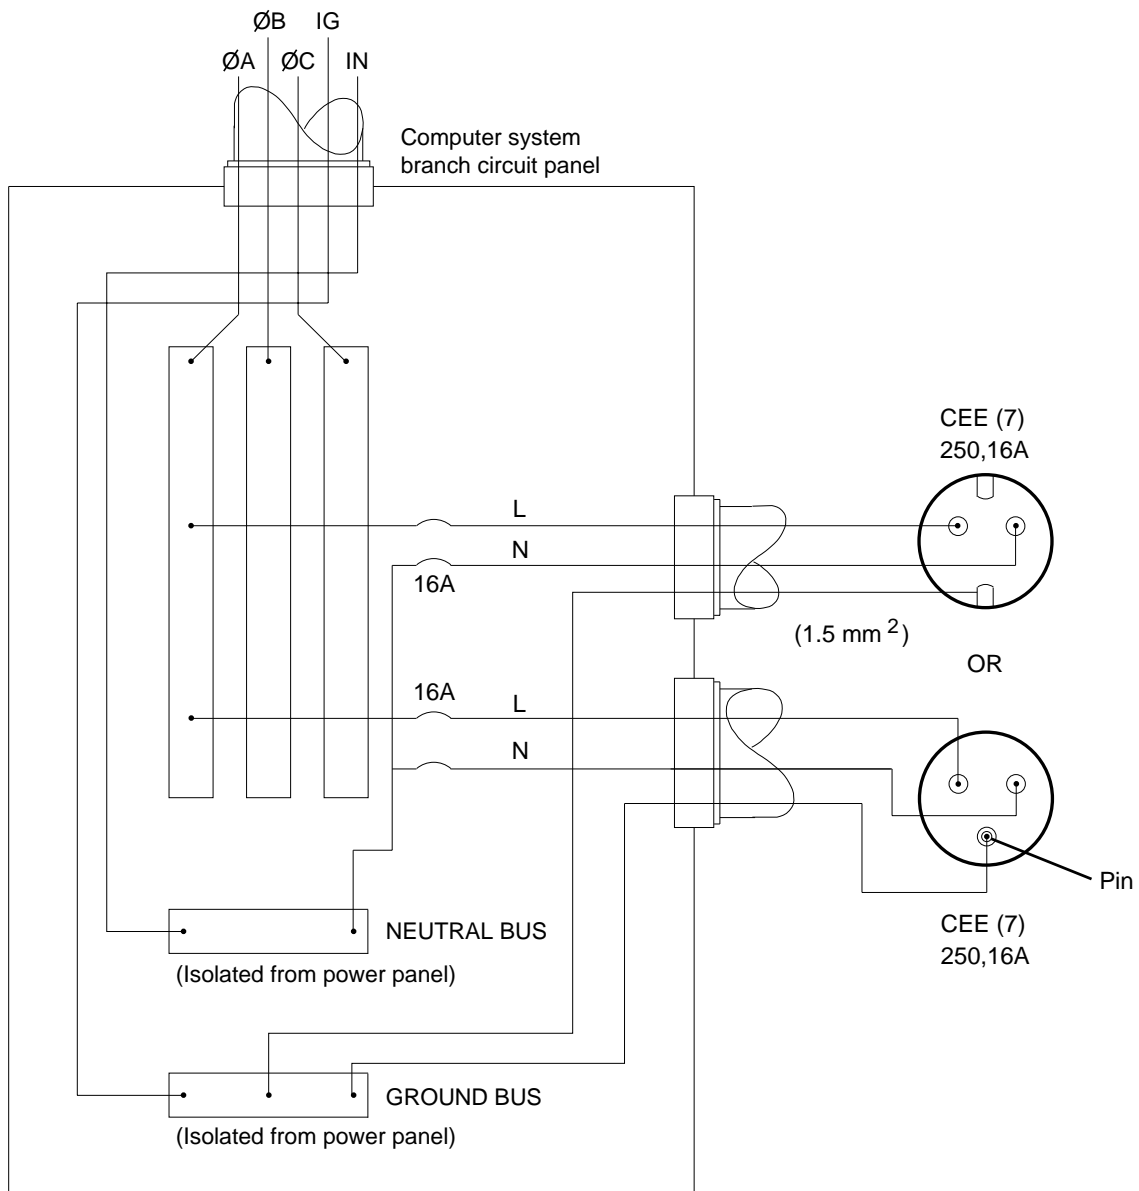 ØB IG
ØA ØC IN
Computer system
branch circuit panel
CEE (7)
250,16A
L
N
16A
(1.5 mm 2)
OR
16A
L
N
Pin
CEE (7)
250,16A
NEUTRAL BUS
(Isolated from power panel)
GROUND BUS
(Isolated from power panel)